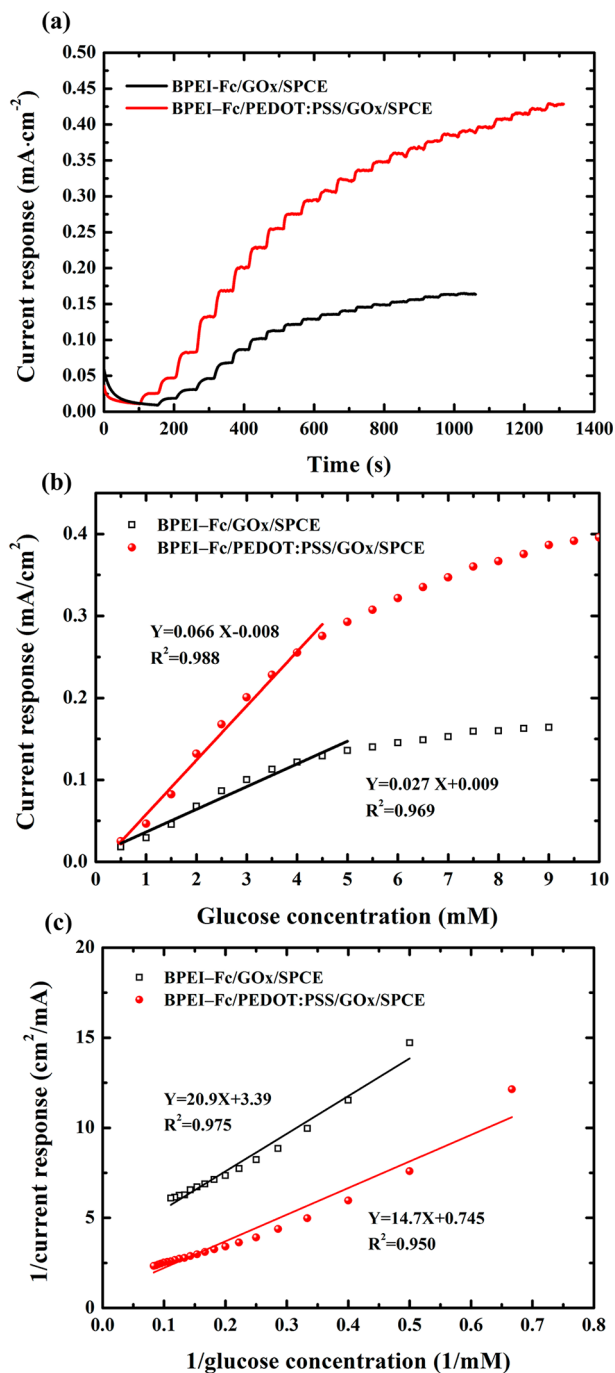 (a)
BPEI-Fc/GOx/SPCE
BPEI–Fc/PEDOT:PSS/GOx/SPCE
Current response (mA·cm⁻²)
0.50
0.45
0.40
0.35
0.30
0.25
0.20
0.15
0.10
0.05
0.00
0 200 400 600 800 1000 1200 1400
Time (s)
(b)
BPEI–Fc/GOx/SPCE
BPEI–Fc/PEDOT:PSS/GOx/SPCE
Current response (mA/cm²)
0.4
0.3
0.2
0.1
0.0
Y=0.066 X-0.008
R²=0.988
Y=0.027 X+0.009
R²=0.969
0 1 2 3 4 5 6 7 8 9 10
Glucose concentration (mM)
(c)
BPEI–Fc/GOx/SPCE
BPEI–Fc/PEDOT:PSS/GOx/SPCE
1/current response (cm²/mA)
20
15
10
5
0
Y=20.9X+3.39
R²=0.975
Y=14.7X+0.745
R²=0.950
0.0 0.1 0.2 0.3 0.4 0.5 0.6 0.7 0.8
1/glucose concentration (1/mM)